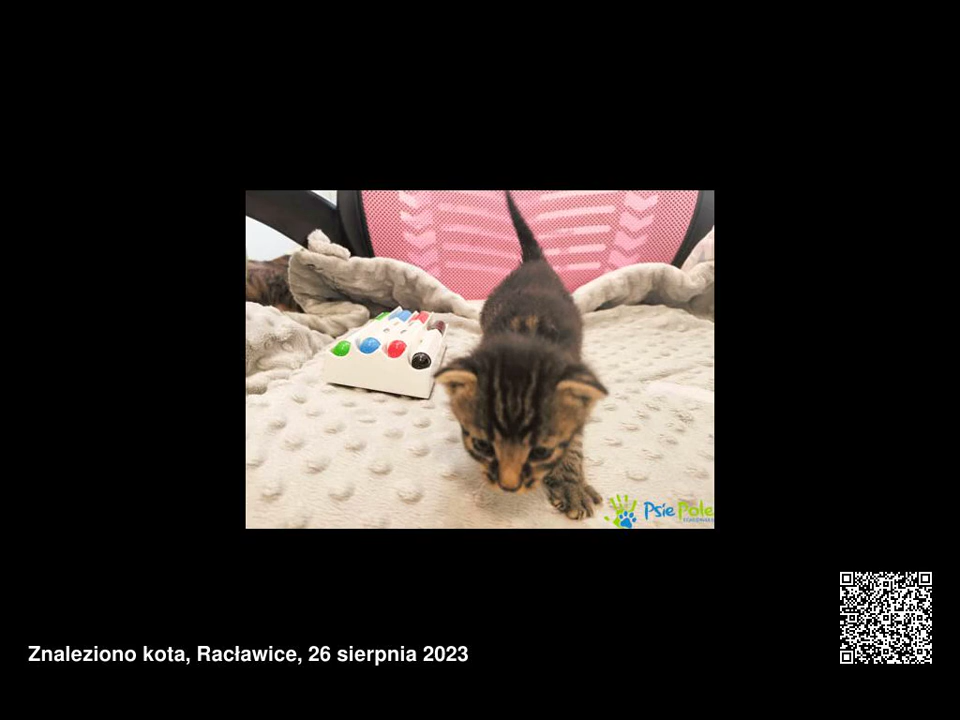 Psie Pole
Znaleziono kota, Racławice, 26 sierpnia 2023